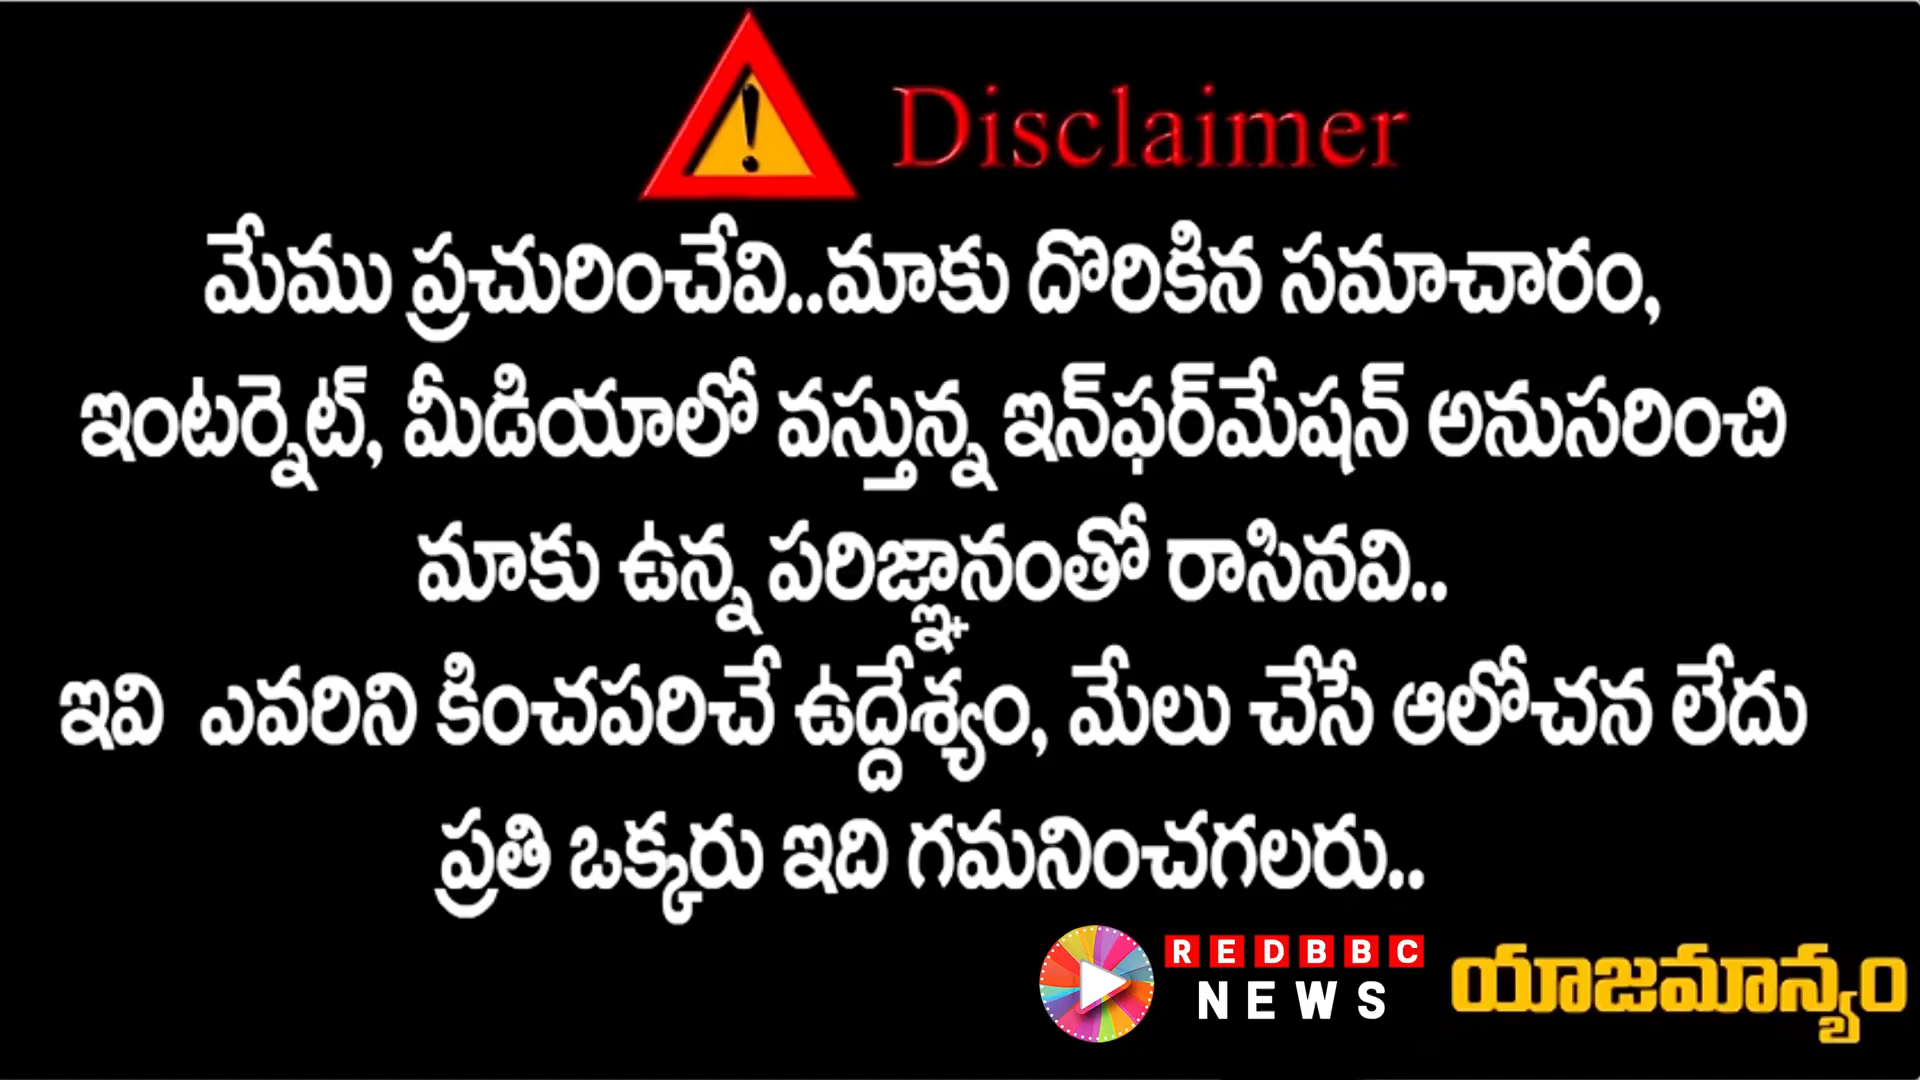 Disclaimer
మేము ప్రచురించేవి..మాకు దొరికిన సమాచారం,
ఇంటర్నెట్, మీడియాలో వస్తున్న ఇన్‌ఫర్‌మేషన్ అనుసరించి
మాకు ఉన్న పరిజ్ఞానంతో రాసినవి..
ఇవి ఎవరిని కించపరిచే ఉద్దేశ్యం, మేలు చేసే ఆలోచన లేదు
ప్రతి ఒక్కరు ఇది గమనించగలరు..
REDBBC
NEWS
యాజమాన్యం